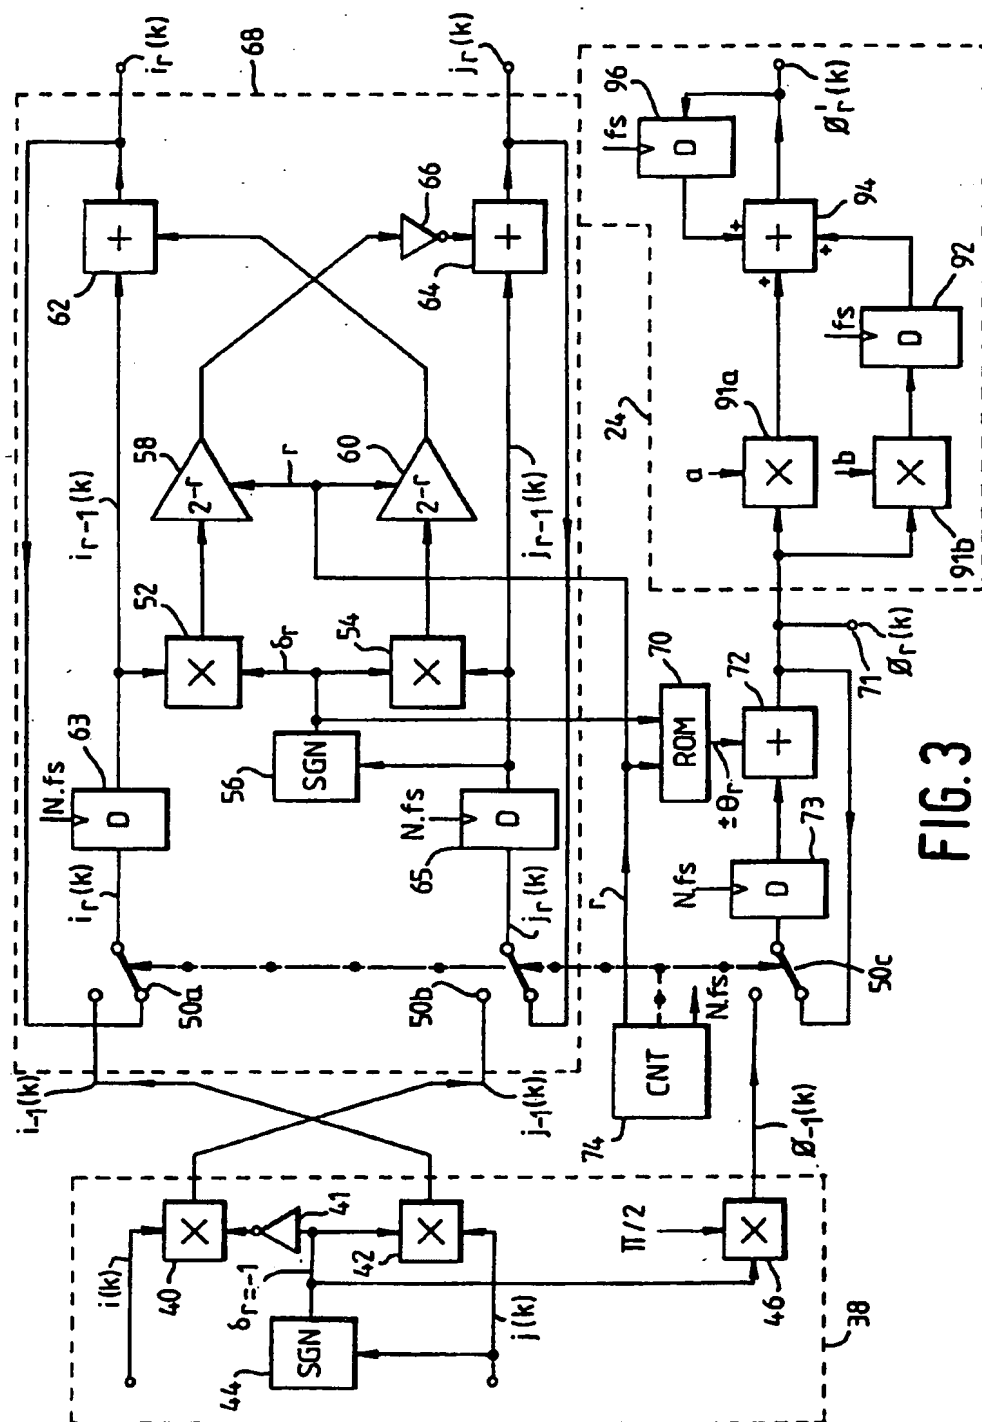 i(k)
40
41
δr=-1
SGN
44
42
j(k)
π/2
46
38
i-1(k)
j-1(k)
Ø-1(k)
68
ir(k)
50a
N.fs
63
D
ir-1(k)
52
58
2-r
62
+
ir(k)
SGN
56
δr
54
r
60
2-r
66
64
+
jr(k)
50b
jr(k)
N.fs
65
D
jr-1(k)
CNT
74
N.fs
r
ROM
70
±θr
50c
N.fs
D
73
+
72
71
Ør(k)
24
a
91a
b
91b
fs
D
92
+
+
+
+
94
fs
96
D
Ø'r(k)
FIG.3